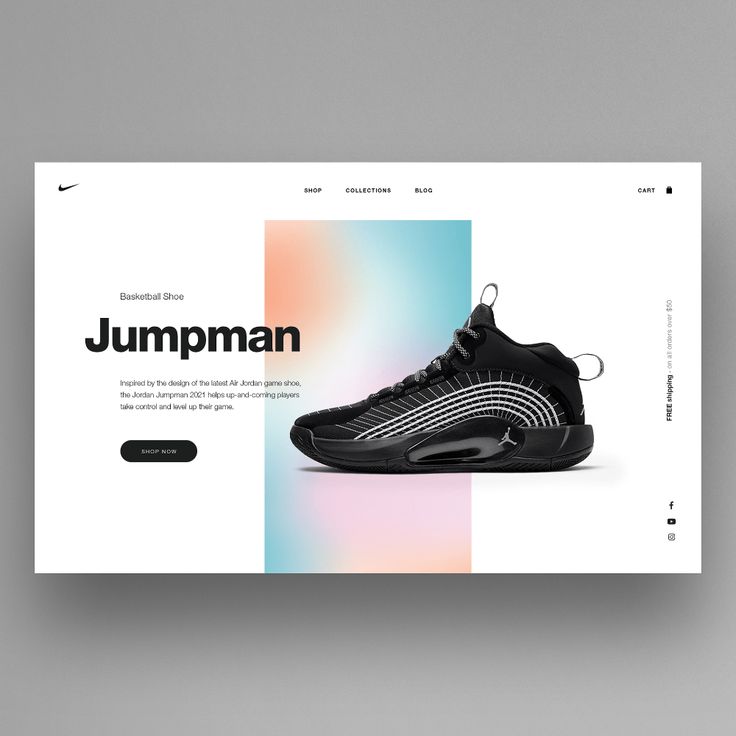 SHOP COLLECTIONS BLOG CART
Basketball Shoe
Jumpman
Inspired by the design of the latest Air Jordan game shoe,
the Jordan Jumpman 2021 helps up-and-coming players
take control and level up their game.
SHOP NOW
FREE shipping - on all orders over $50